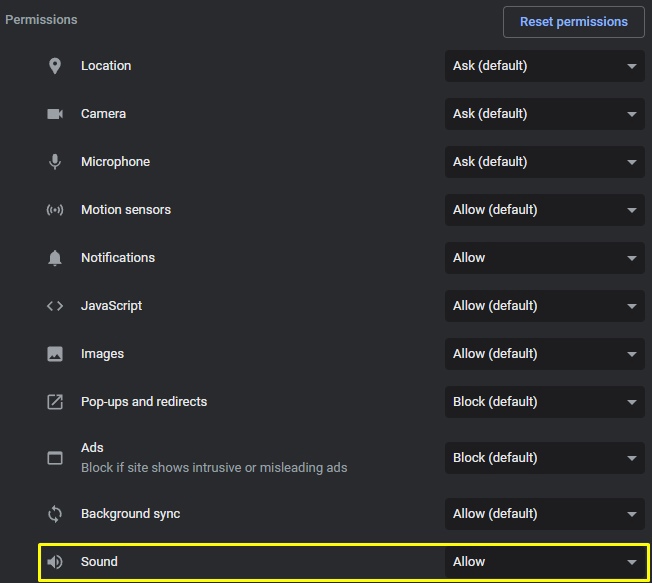 Permissions
Reset permissions
Location
Ask (default)
Camera
Ask (default)
Microphone
Ask (default)
Motion sensors
Allow (default)
Notifications
Allow
JavaScript
Allow (default)
Images
Allow (default)
Pop-ups and redirects
Block (default)
Ads
Block if site shows intrusive or misleading ads
Block (default)
Background sync
Allow (default)
Sound
Allow